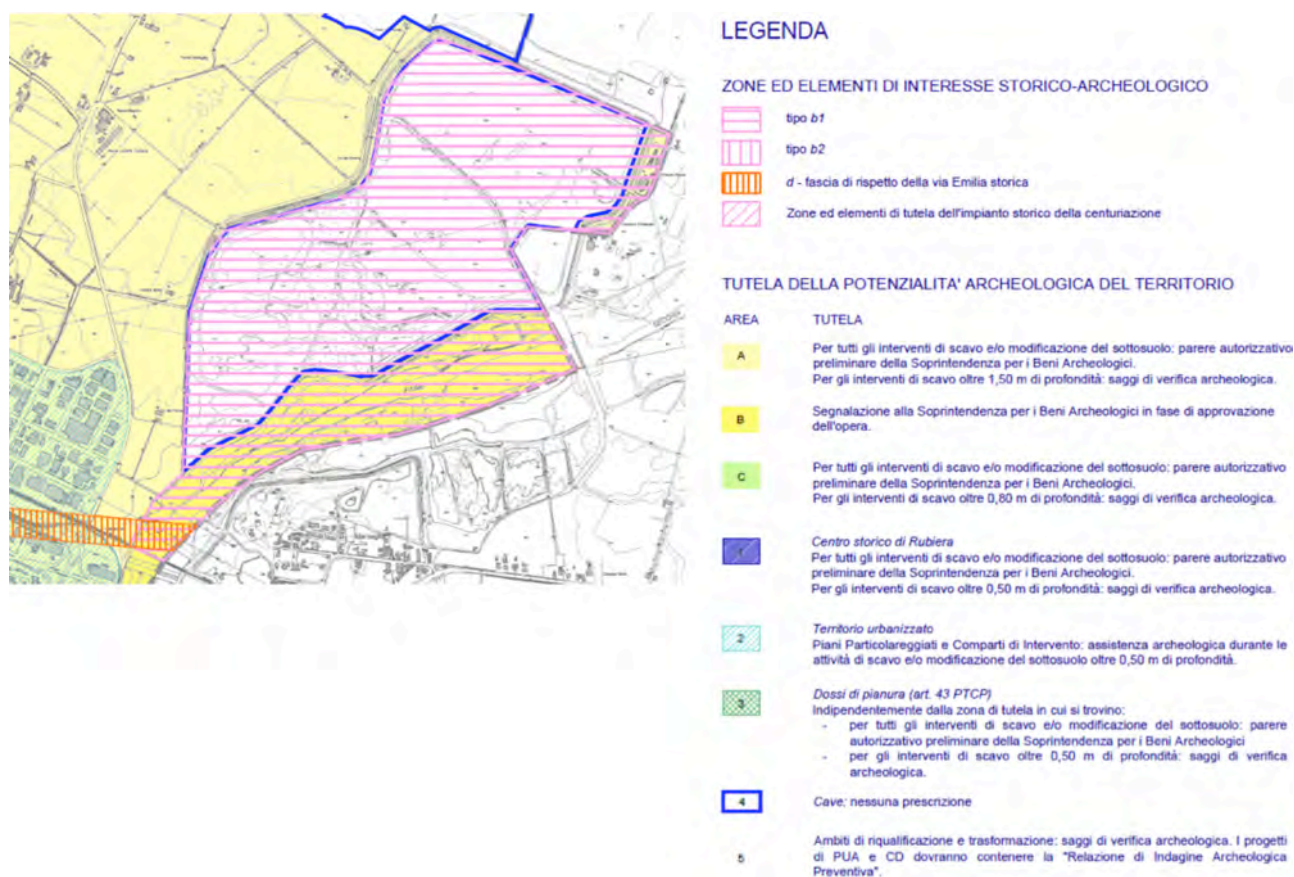 LEGENDA
ZONE ED ELEMENTI DI INTERESSE STORICO-ARCHEOLOGICO
tipo b1
tipo b2
d - fascia di rispetto della via Emilia storica
Zone ed elementi di tutela dell'impianto storico della centuriazione
TUTELA DELLA POTENZIALITA' ARCHEOLOGICA DEL TERRITORIO
AREA TUTELA
A
Per tutti gli interventi di scavo e/o modificazione del sottosuolo: parere autorizzativo
preliminare della Soprintendenza per i Beni Archeologici.
Per gli interventi di scavo oltre 1,50 m di profondità: saggi di verifica archeologica.
B
Segnalazione alla Soprintendenza per i Beni Archeologici in fase di approvazione
dell'opera.
C
Per tutti gli interventi di scavo e/o modificazione del sottosuolo: parere autorizzativo
preliminare della Soprintendenza per i Beni Archeologici.
Per gli interventi di scavo oltre 0,80 m di profondità: saggi di verifica archeologica.
1
Centro storico di Rubiera
Per tutti gli interventi di scavo e/o modificazione del sottosuolo: parere autorizzativo
preliminare della Soprintendenza per i Beni Archeologici.
Per gli interventi di scavo oltre 0,50 m di profondità: saggi di verifica archeologica.
2
Territorio urbanizzato
Piani Particolareggiati e Comparti di Intervento: assistenza archeologica durante le
attività di scavo e/o modificazione del sottosuolo oltre 0,50 m di profondità.
3
Dossi di pianura (art. 43 PTCP)
Indipendentemente dalla zona di tutela in cui si trovino:
- per tutti gli interventi di scavo e/o modificazione del sottosuolo: parere
autorizzativo preliminare della Soprintendenza per i Beni Archeologici
- per gli interventi di scavo oltre 0,50 m di profondità: saggi di verifica
archeologica.
4
Cave: nessuna prescrizione
5
Ambiti di riqualificazione e trasformazione: saggi di verifica archeologica. I progetti
di PUA e CD dovranno contenere la "Relazione di Indagine Archeologica
Preventiva".